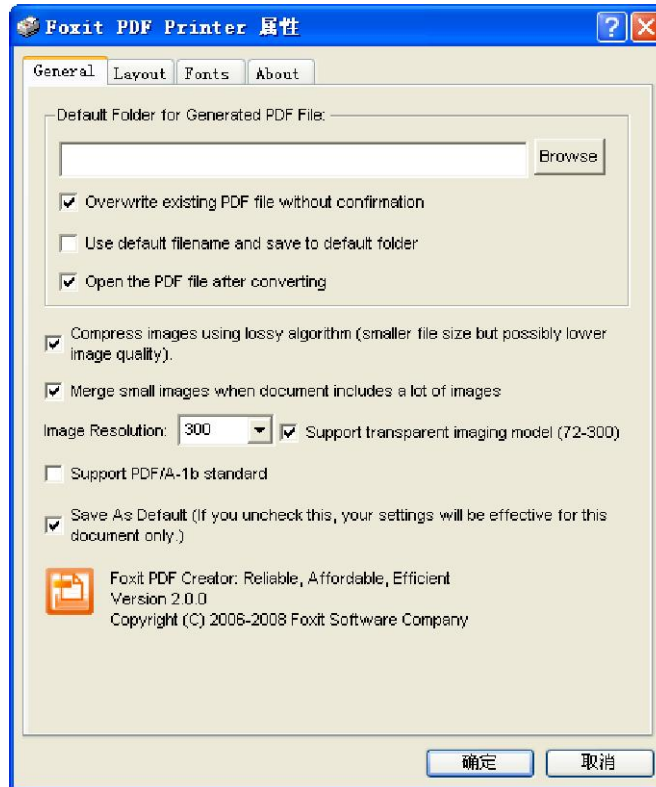 Foxit PDF Printer 属性
General Layout Fonts About
Default Folder for Generated PDF File:
Browse
Overwrite existing PDF file without confirmation
Use default filename and save to default folder
Open the PDF file after converting
Compress images using lossy algorithm (smaller file size but possibly lower
image quality).
Merge small images when document includes a lot of images
Image Resolution: 300 Support transparent imaging model (72-300)
Support PDF/A-1b standard
Save As Default (If you uncheck this, your settings will be effective for this
document only.)
Foxit PDF Creator: Reliable, Affordable, Efficient
Version 2.0.0
Copyright (C) 2006-2008 Foxit Software Company
确定 取消